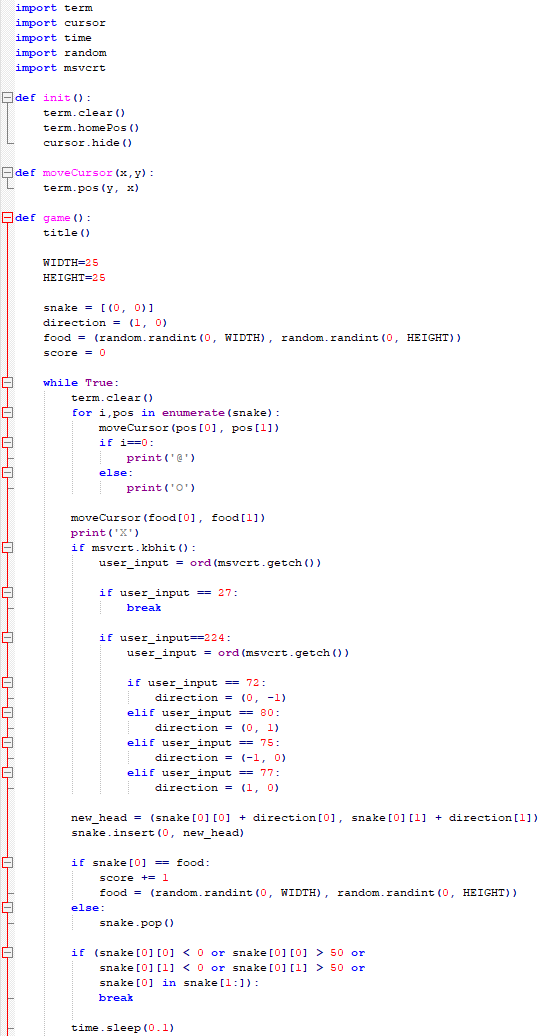 import term
import cursor
import time
import random
import msvcrt

def init():
    term.clear()
    term.homePos()
    cursor.hide()

def moveCursor(x,y):
    term.pos(y, x)

def game():
    title()

    WIDTH=25
    HEIGHT=25

    snake = [(0, 0)]
    direction = (1, 0)
    food = (random.randint(0, WIDTH), random.randint(0, HEIGHT))
    score = 0

    while True:
        term.clear()
        for i,pos in enumerate(snake):
            moveCursor(pos[0], pos[1])
            if i==0:
                print('@')
            else:
                print('O')

        moveCursor(food[0], food[1])
        print('X')
        if msvcrt.kbhit():
            user_input = ord(msvcrt.getch())

            if user_input == 27:
                break

            if user_input==224:
                user_input = ord(msvcrt.getch())

                if user_input == 72:
                    direction = (0, -1)
                elif user_input == 80:
                    direction = (0, 1)
                elif user_input == 75:
                    direction = (-1, 0)
                elif user_input == 77:
                    direction = (1, 0)

        new_head = (snake[0][0] + direction[0], snake[0][1] + direction[1])
        snake.insert(0, new_head)

        if snake[0] == food:
            score += 1
            food = (random.randint(0, WIDTH), random.randint(0, HEIGHT))
        else:
            snake.pop()

        if (snake[0][0] < 0 or snake[0][0] > 50 or
            snake[0][1] < 0 or snake[0][1] > 50 or
            snake[0] in snake[1:]):
            break

        time.sleep(0.1)